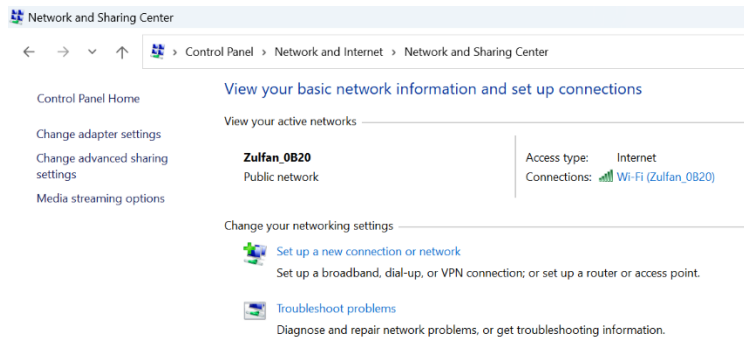 Network and Sharing Center
Control Panel > Network and Internet > Network and Sharing Center
Control Panel Home
Change adapter settings
Change advanced sharing
settings
Media streaming options
View your basic network information and set up connections
View your active networks
Zulfan_0B20
Public network
Access type: Internet
Connections: Wi-Fi (Zulfan_0B20)
Change your networking settings
Set up a new connection or network
Set up a broadband, dial-up, or VPN connection; or set up a router or access point.
Troubleshoot problems
Diagnose and repair network problems, or get troubleshooting information.